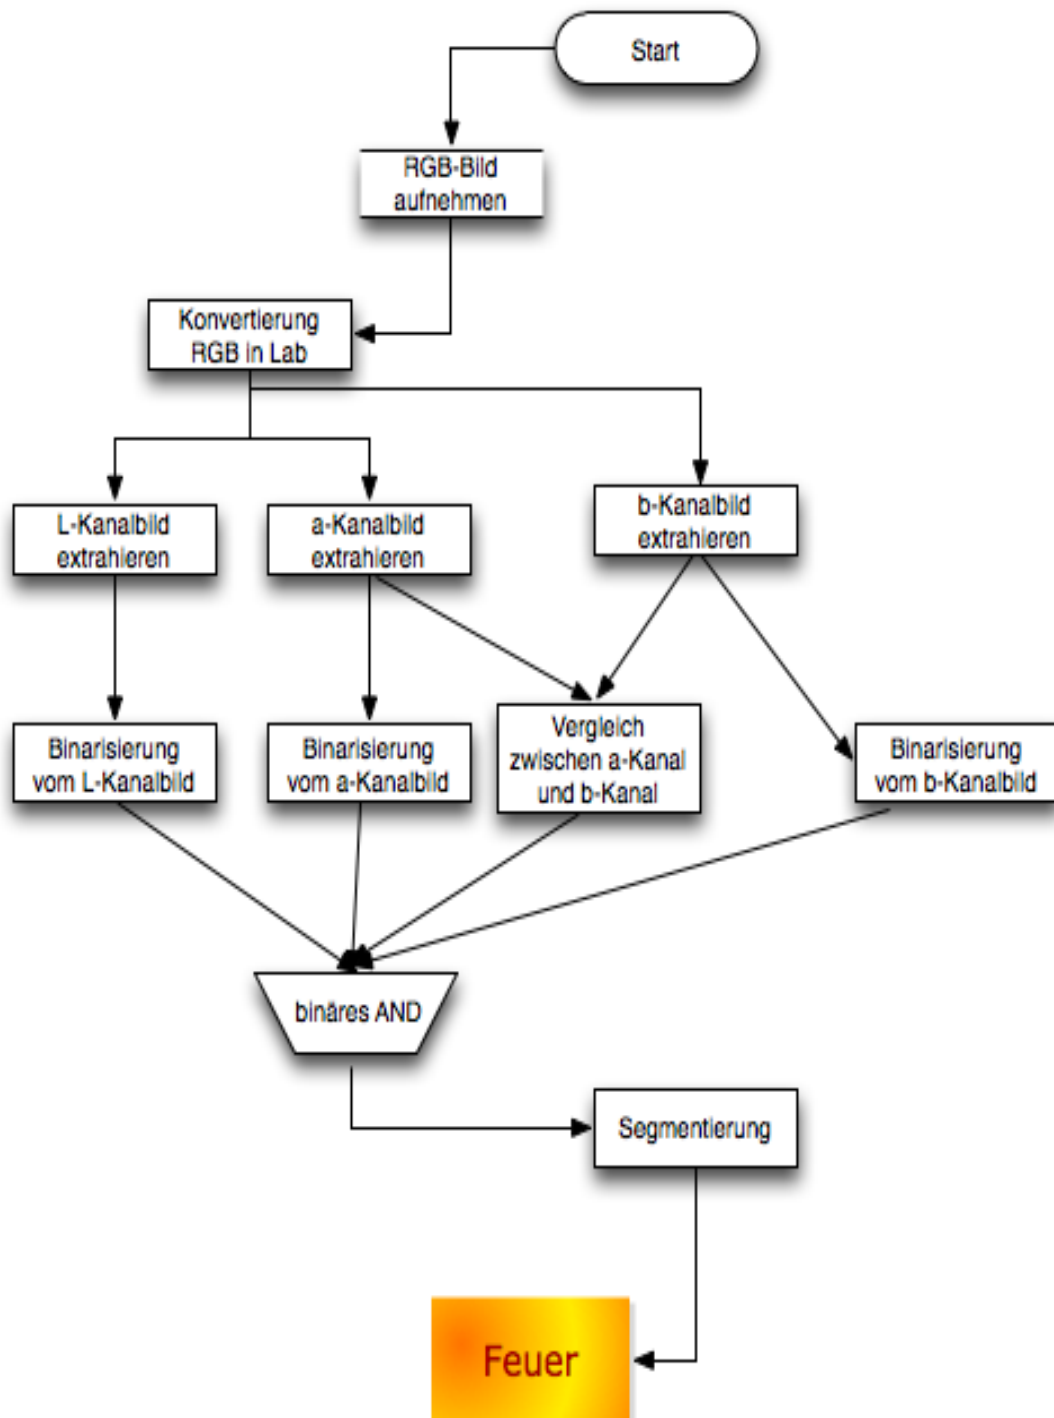 Start
RGB-Bild
aufnehmen
Konvertierung
RGB in Lab
L-Kanalbild
extrahieren
a-Kanalbild
extrahieren
b-Kanalbild
extrahieren
Binarisierung
vom L-Kanalbild
Binarisierung
vom a-Kanalbild
Vergleich
zwischen a-Kanal
und b-Kanal
Binarisierung
vom b-Kanalbild
binäres AND
Segmentierung
Feuer